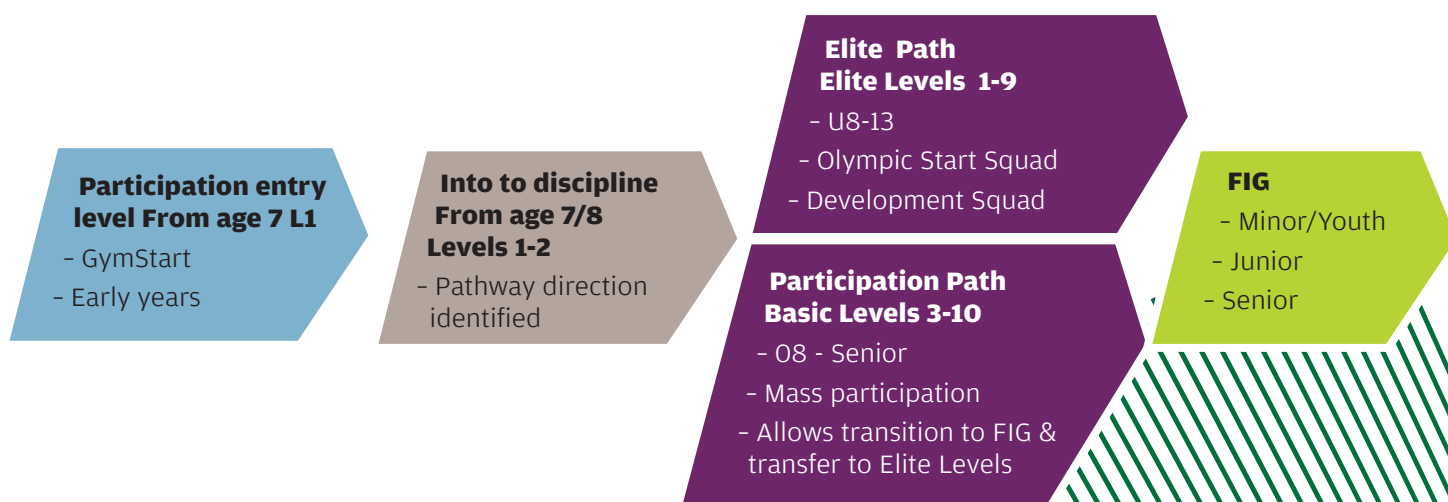 Participation entry
level From age 7 L1
– GymStart
– Early years
Into to discipline
From age 7/8
Levels 1-2
– Pathway direction
identified
Elite Path
Elite Levels 1-9
– U8-13
– Olympic Start Squad
– Development Squad
Participation Path
Basic Levels 3-10
– O8 - Senior
– Mass participation
– Allows transition to FIG &
transfer to Elite Levels
FIG
– Minor/Youth
– Junior
– Senior